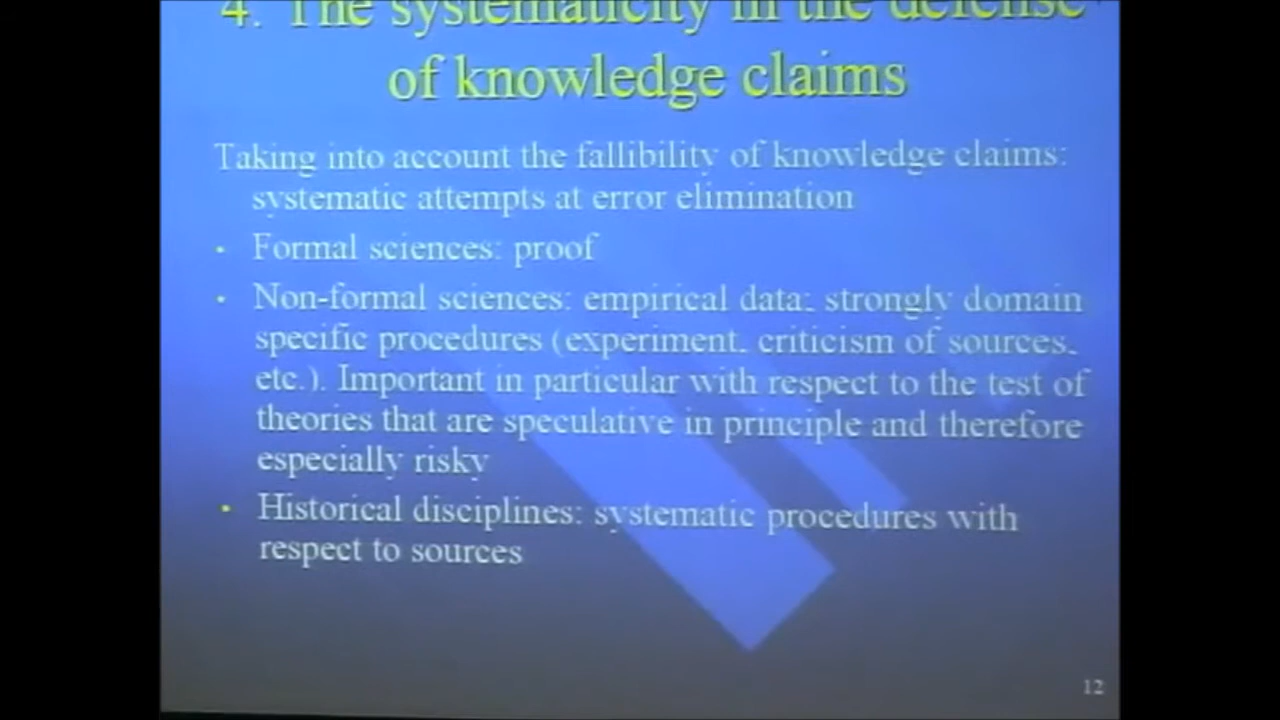 4. The systematicity in the defense
of knowledge claims
Taking into account the fallibility of knowledge claims:
systematic attempts at error elimination
• Formal sciences: proof
• Non-formal sciences: empirical data; strongly domain
specific procedures (experiment, criticism of sources,
etc.). Important in particular with respect to the test of
theories that are speculative in principle and therefore
especially risky
• Historical disciplines: systematic procedures with
respect to sources
12